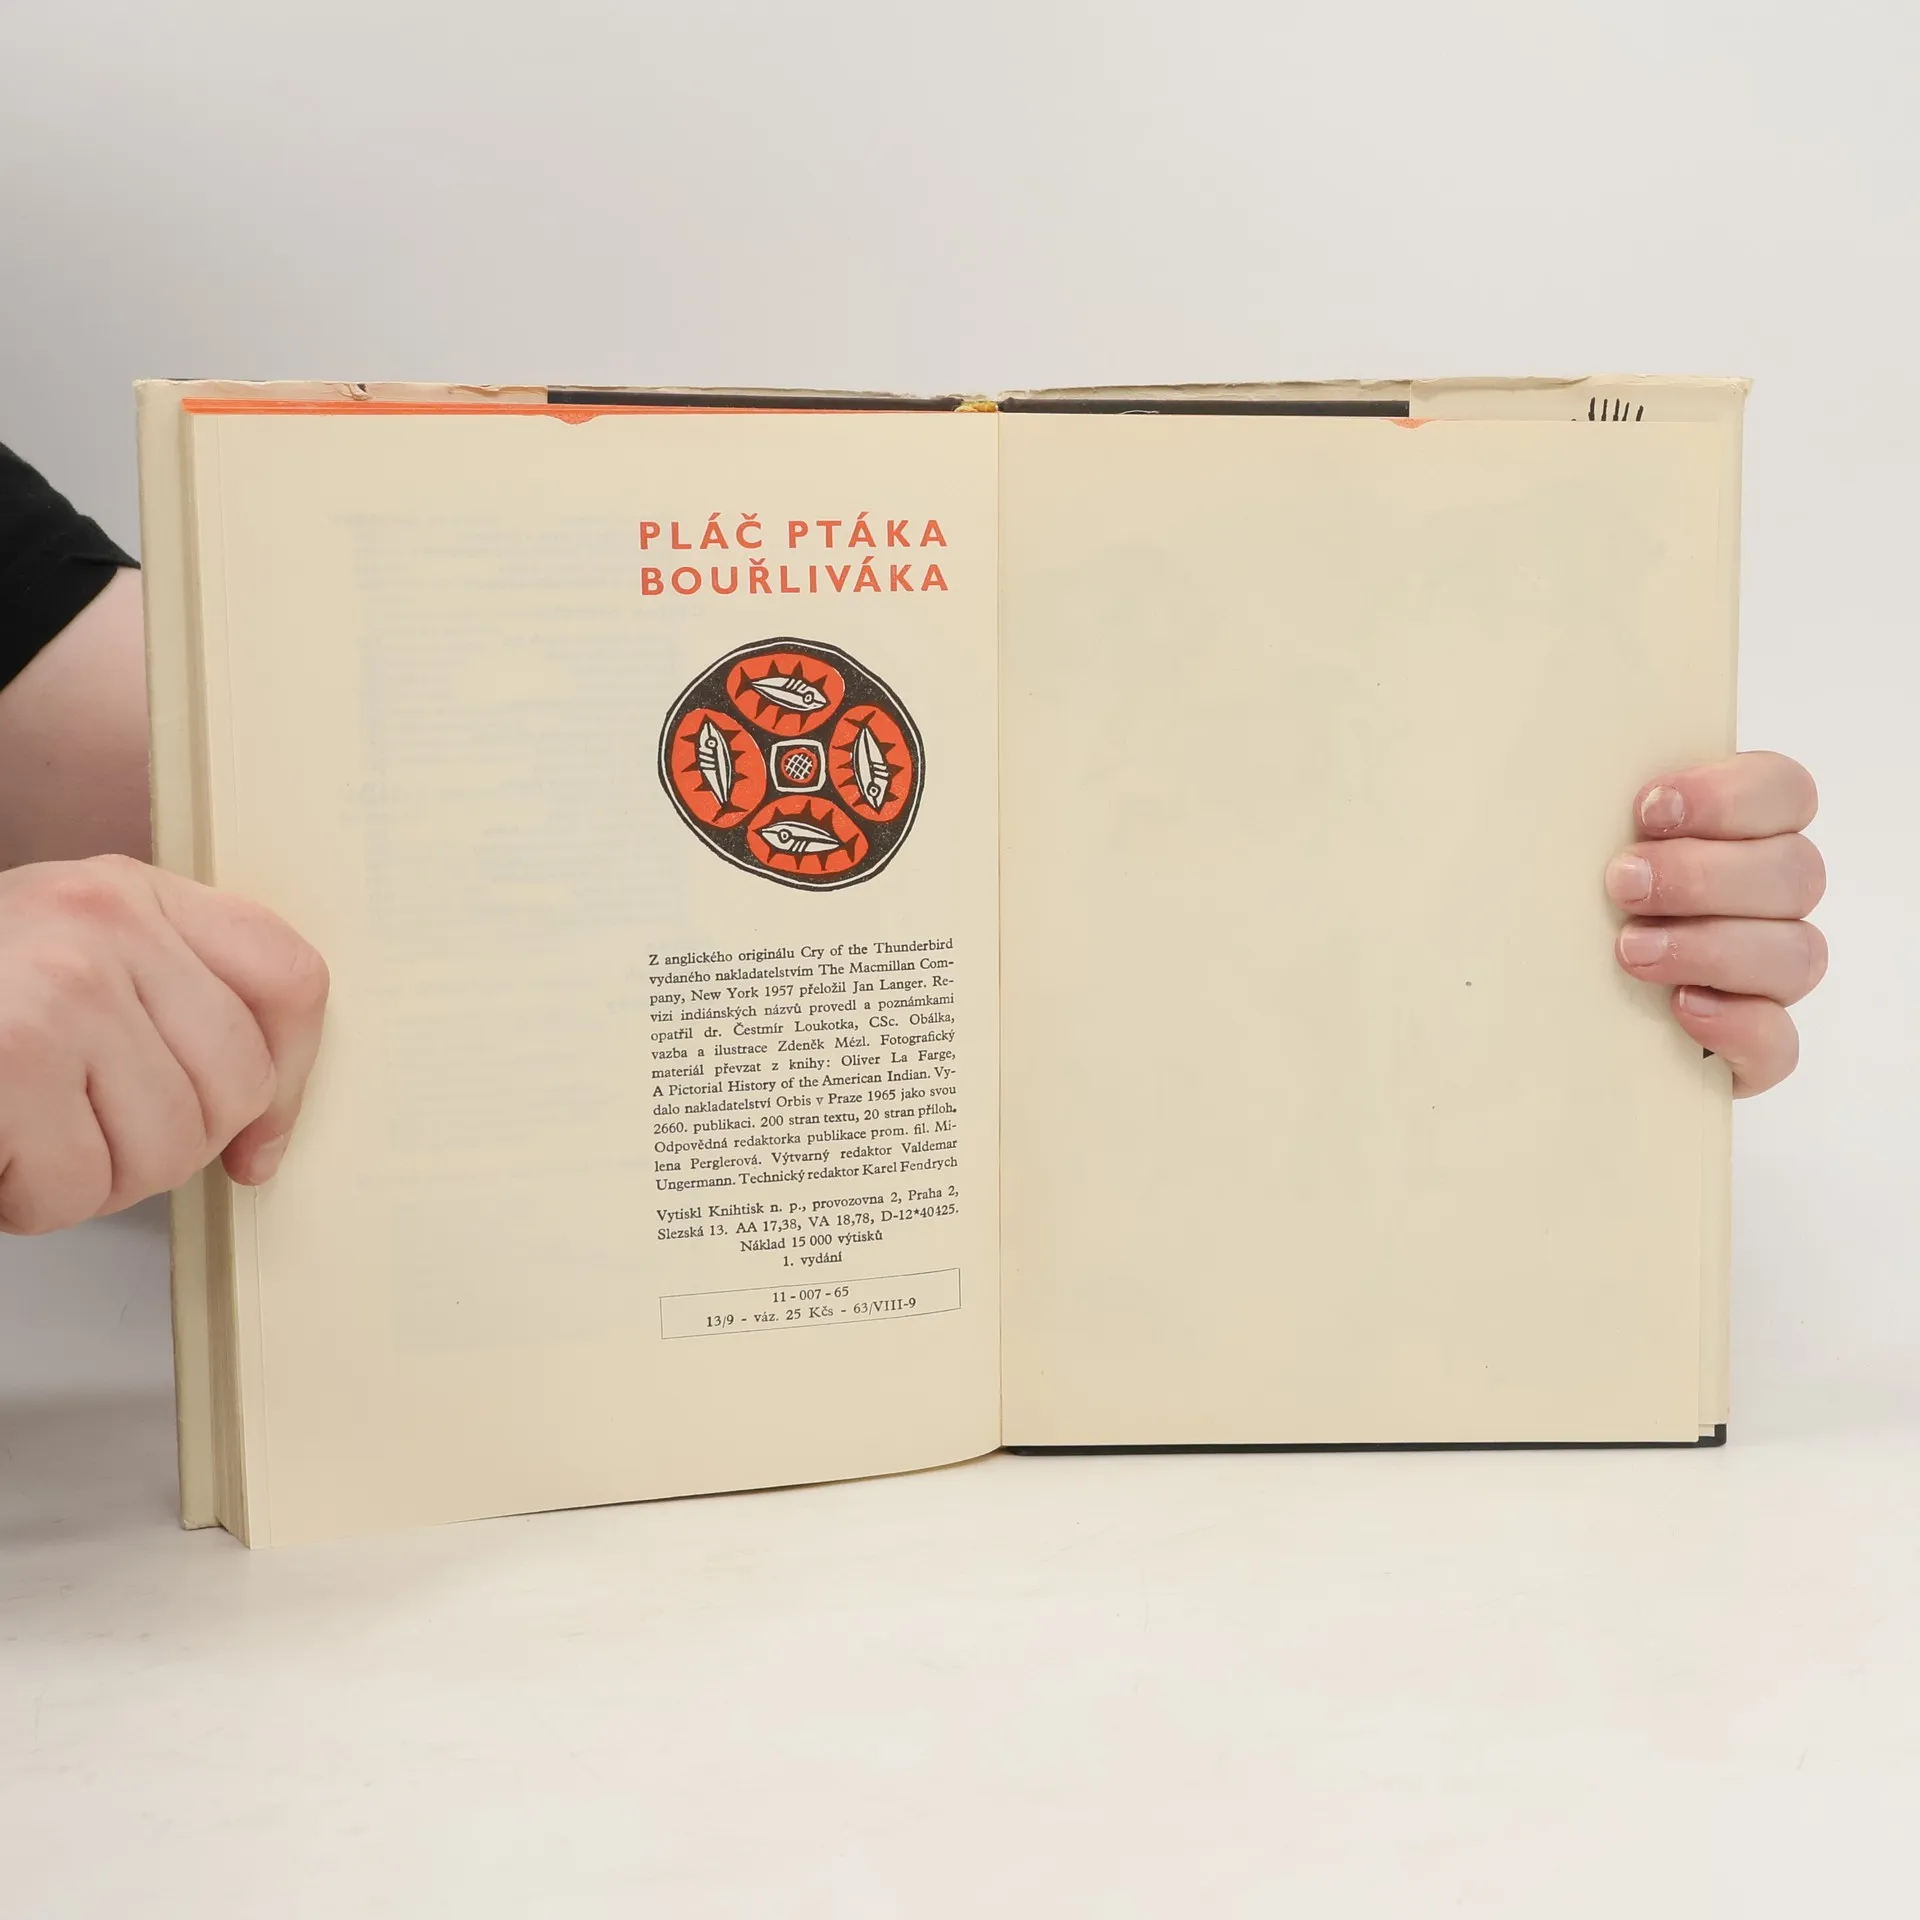 PLÁČ PTÁKA
BOUŘLIVÁKA
Z anglického originálu Cry of the Thunderbird
vydaného nakladatelstvím The Macmillan Com-
pany, New York 1957 přeložil Jan Langer. Re-
vizi indiánských názvů provedl a poznámkami
opatřil dr. Čestmír Loukotka, CSc. Obálka,
vazba a ilustrace Zdeněk Mézl. Fotografický
materiál převzat z knihy: Oliver La Farge,
A Pictorial History of the American Indian. Vy-
dalo nakladatelství Orbis v Praze 1965 jako svou
2660. publikaci. 200 stran textu, 20 stran příloh.
Odpovědná redaktorka publikace prom. fil. Mi-
lena Perglerová. Výtvarný redaktor Valdemar
Ungermann. Technický redaktor Karel Fendrych
Vytiskl Knihtisk n. p., provozovna 2, Praha 2,
Slezská 13. AA 17,38, VA 18,78, D-12*40425.
Náklad 15 000 výtisků
1. vydání
11 - 007 - 65
13/9 - váz. 25 Kčs - 63/VIII-9